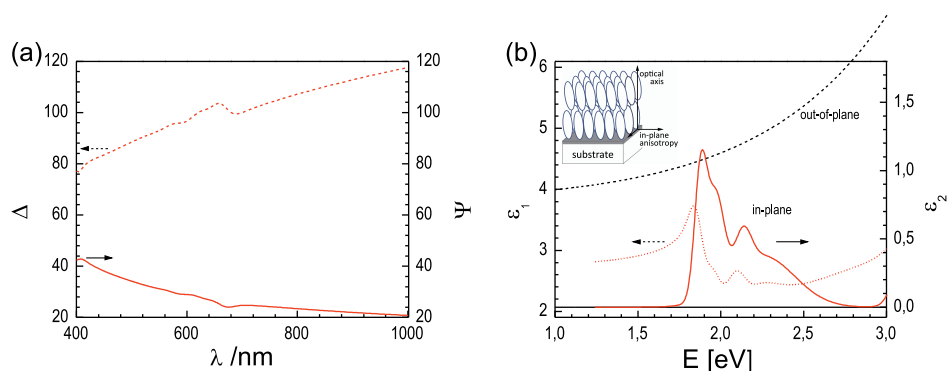 (a)
120
100
80
60
40
20
Δ
400
600
800
1000
λ /nm
120
100
80
60
40
20
Ψ
(b)
6
5
4
3
2
ε1
1,0
1,5
2,0
2,5
3,0
E [eV]
1,5
1,0
0,5
0,0
ε2
optical
axis
in-plane
anisotropy
substrate
out-of-plane
in-plane